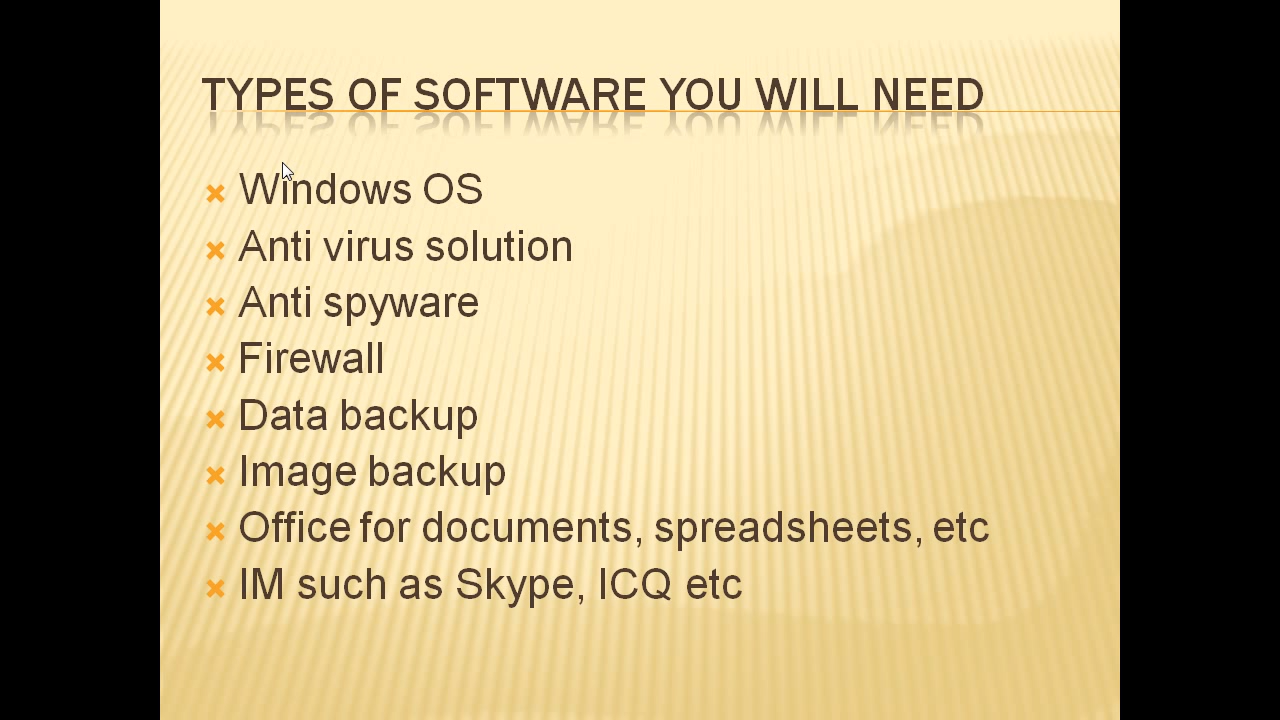 TYPES OF SOFTWARE YOU WILL NEED
Windows OS
Anti virus solution
Anti spyware
Firewall
Data backup
Image backup
Office for documents, spreadsheets, etc
IM such as Skype, ICQ etc